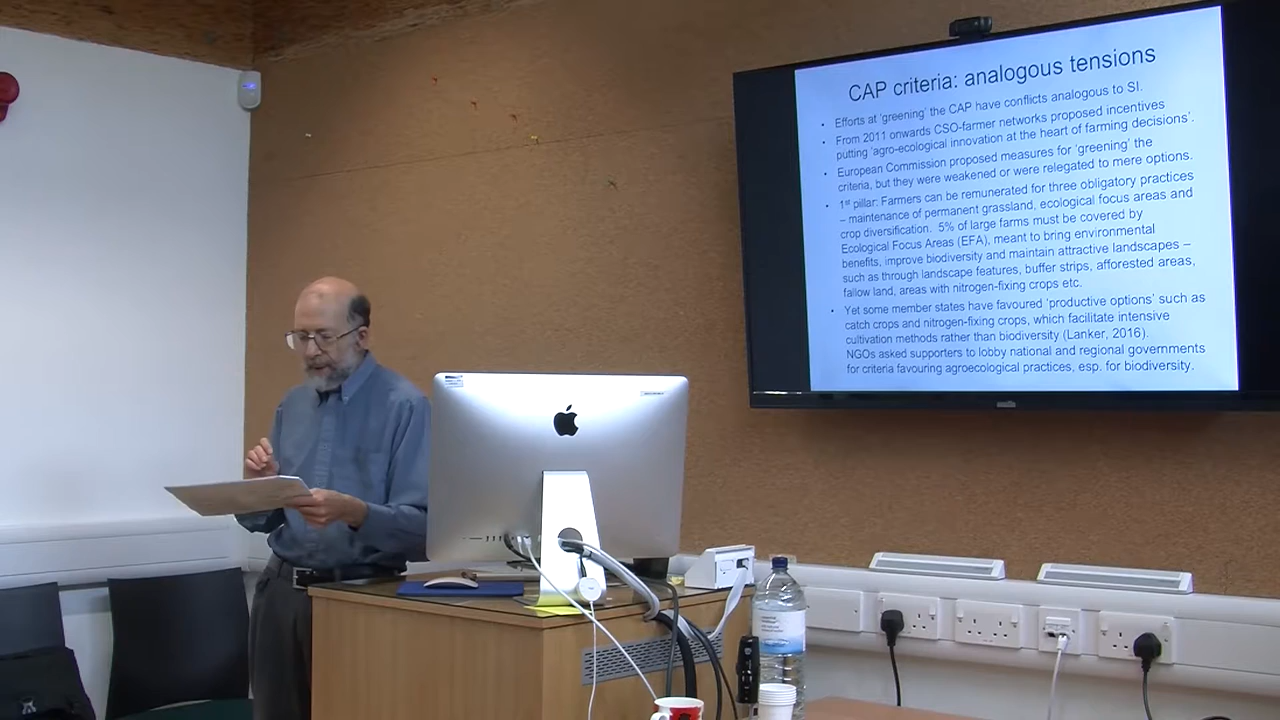 CAP criteria: analogous tensions
• Efforts at 'greening' the CAP have conflicts analogous to SI.
• From 2011 onwards CSO-farmer networks proposed incentives
putting 'agro-ecological innovation at the heart of farming decisions'.
• European Commission proposed measures for 'greening' the
criteria, but they were weakened or were relegated to mere options.
• 1st pillar: Farmers can be remunerated for three obligatory practices
– maintenance of permanent grassland, ecological focus areas and
crop diversification. 5% of large farms must be covered by
Ecological Focus Areas (EFA), meant to bring environmental
benefits, improve biodiversity and maintain attractive landscapes –
such as through landscape features, buffer strips, afforested areas,
fallow land, areas with nitrogen-fixing crops etc.
• Yet some member states have favoured 'productive options' such as
catch crops and nitrogen-fixing crops, which facilitate intensive
cultivation methods rather than biodiversity (Lanker, 2016).
NGOs asked supporters to lobby national and regional governments
for criteria favouring agroecological practices, esp. for biodiversity.